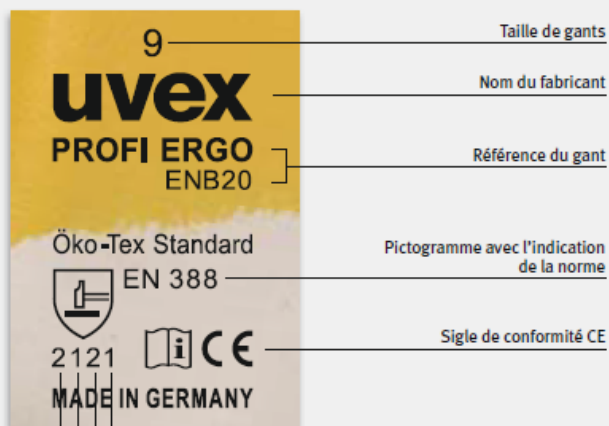 9
Taille de gants
uvex
Nom du fabricant
PROFI ERGO
ENB20
Référence du gant
Öko-Tex Standard
EN 388
Pictogramme avec l'indication
de la norme
i CE
Sigle de conformité CE
2121
MADE IN GERMANY